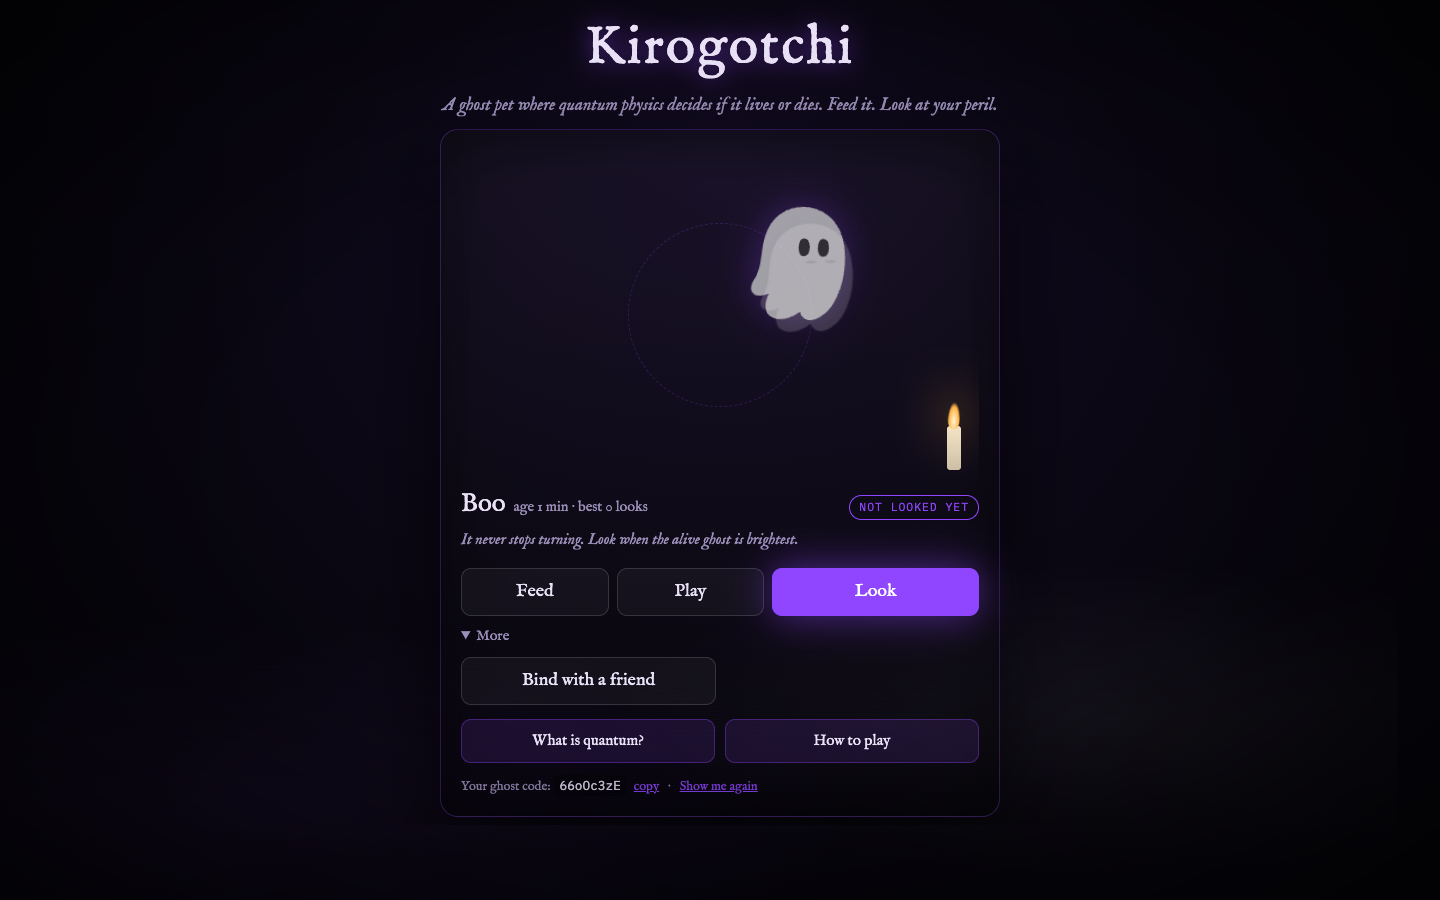 Kirogotchi
A ghost pet where quantum physics decides if it lives or dies. Feed it. Look at your peril.
Boo age 1 min · best 0 looks
NOT LOOKED YET
It never stops turning. Look when the alive ghost is brightest.
Feed
Play
Look
▼ More
Bind with a friend
What is quantum?
How to play
Your ghost code: 66o0c3zE copy · Show me again